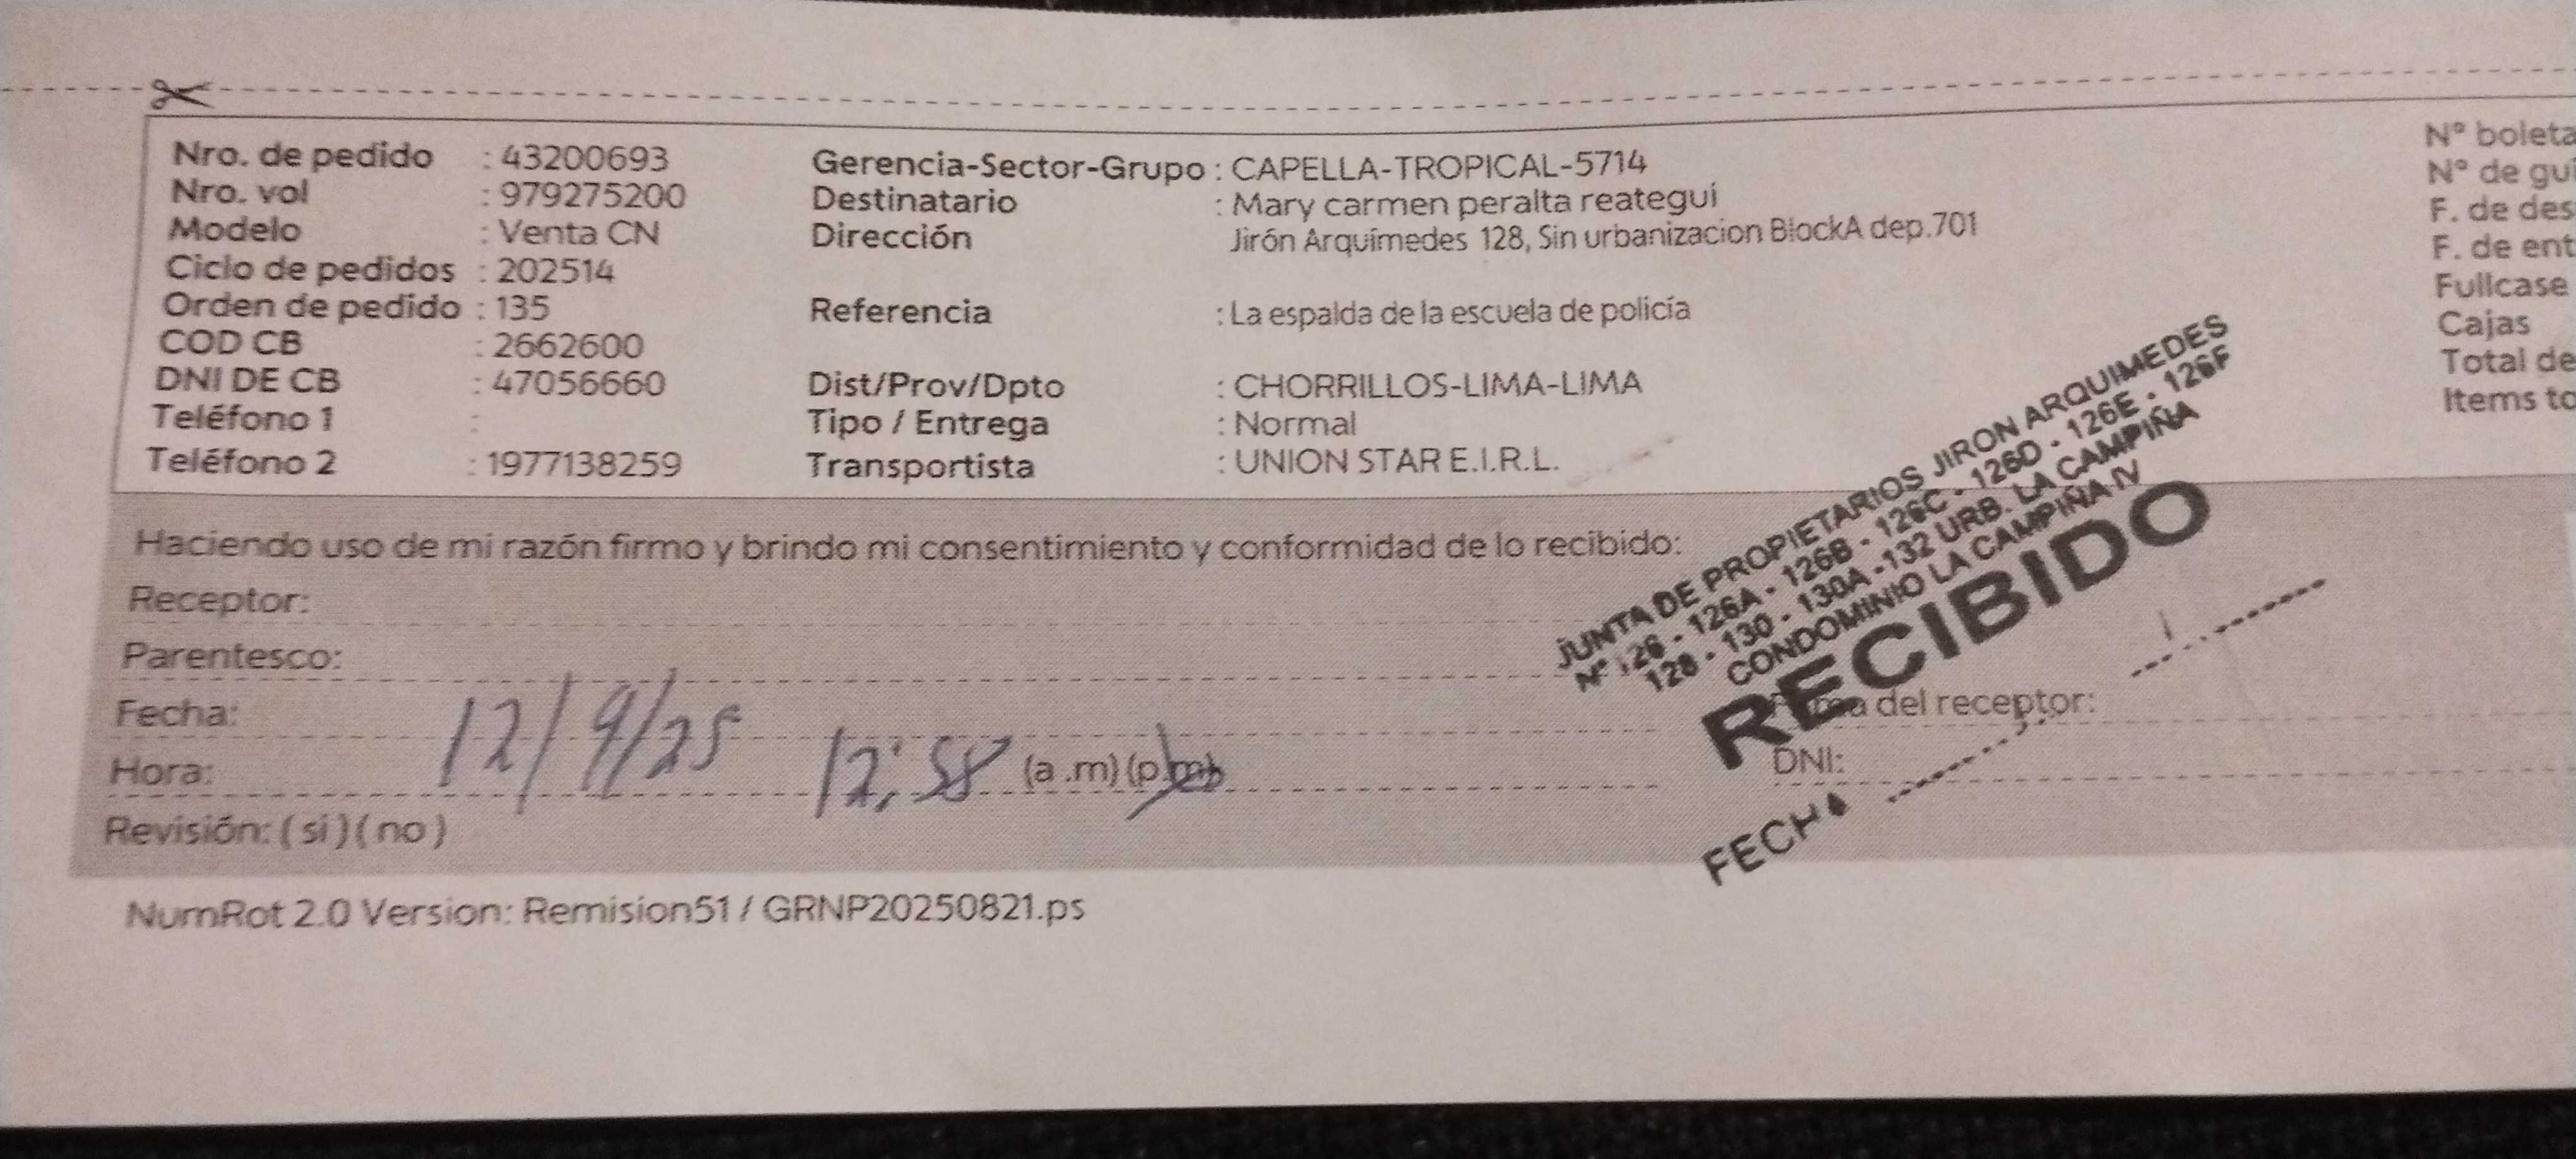 Nro. de pedido : 43200693
Nro. vol : 979275200
Modelo : Venta CN
Ciclo de pedidos : 202514
Orden de pedido : 135
COD CB : 2662600
DNI DE CB : 47056660
Teléfono 1 :
Teléfono 2 : 1977138259
Gerencia-Sector-Grupo : CAPELLA-TROPICAL-5714
Destinatario : Mary carmen peralta reategui
Dirección Jirón Arquímedes 128, Sin urbanizacion BlockA dep.701
Referencia : La espalda de la escuela de policía
Dist/Prov/Dpto : CHORRILLOS-LIMA-LIMA
Tipo / Entrega : Normal
Transportista : UNION STAR E.I.R.L.
N° boleta
N° de gui
F. de des
F. de ent
Fullcase
Cajas
Total de
Items to
Haciendo uso de mi razón firmo y brindo mi consentimiento y conformidad de lo recibido:
Receptor:
Parentesco:
Fecha: 12/9/25
Hora: 12:58 (a.m) (p.m)
Revisión: ( si ) ( no )
del receptor:
DNI:
JUNTA DE PROPIETARIOS JIRON ARQUIMEDES
N° 126 - 126A - 126B - 126C - 126D - 126E - 126F
128 - 130 - 130A - 132 URB. LA CAMPIÑA
CONDOMINIO LA CAMPIÑA IV
RECIBIDO
FECHA
NumRot 2.0 Version: Remision51 / GRNP20250821.ps